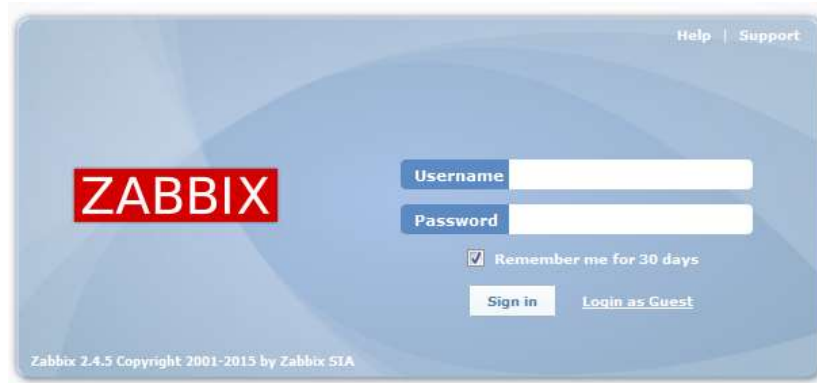 Help | Support
ZABBIX
Username
Password
Remember me for 30 days
Sign in Login as Guest
Zabbix 2.4.5 Copyright 2001-2015 by Zabbix SIA